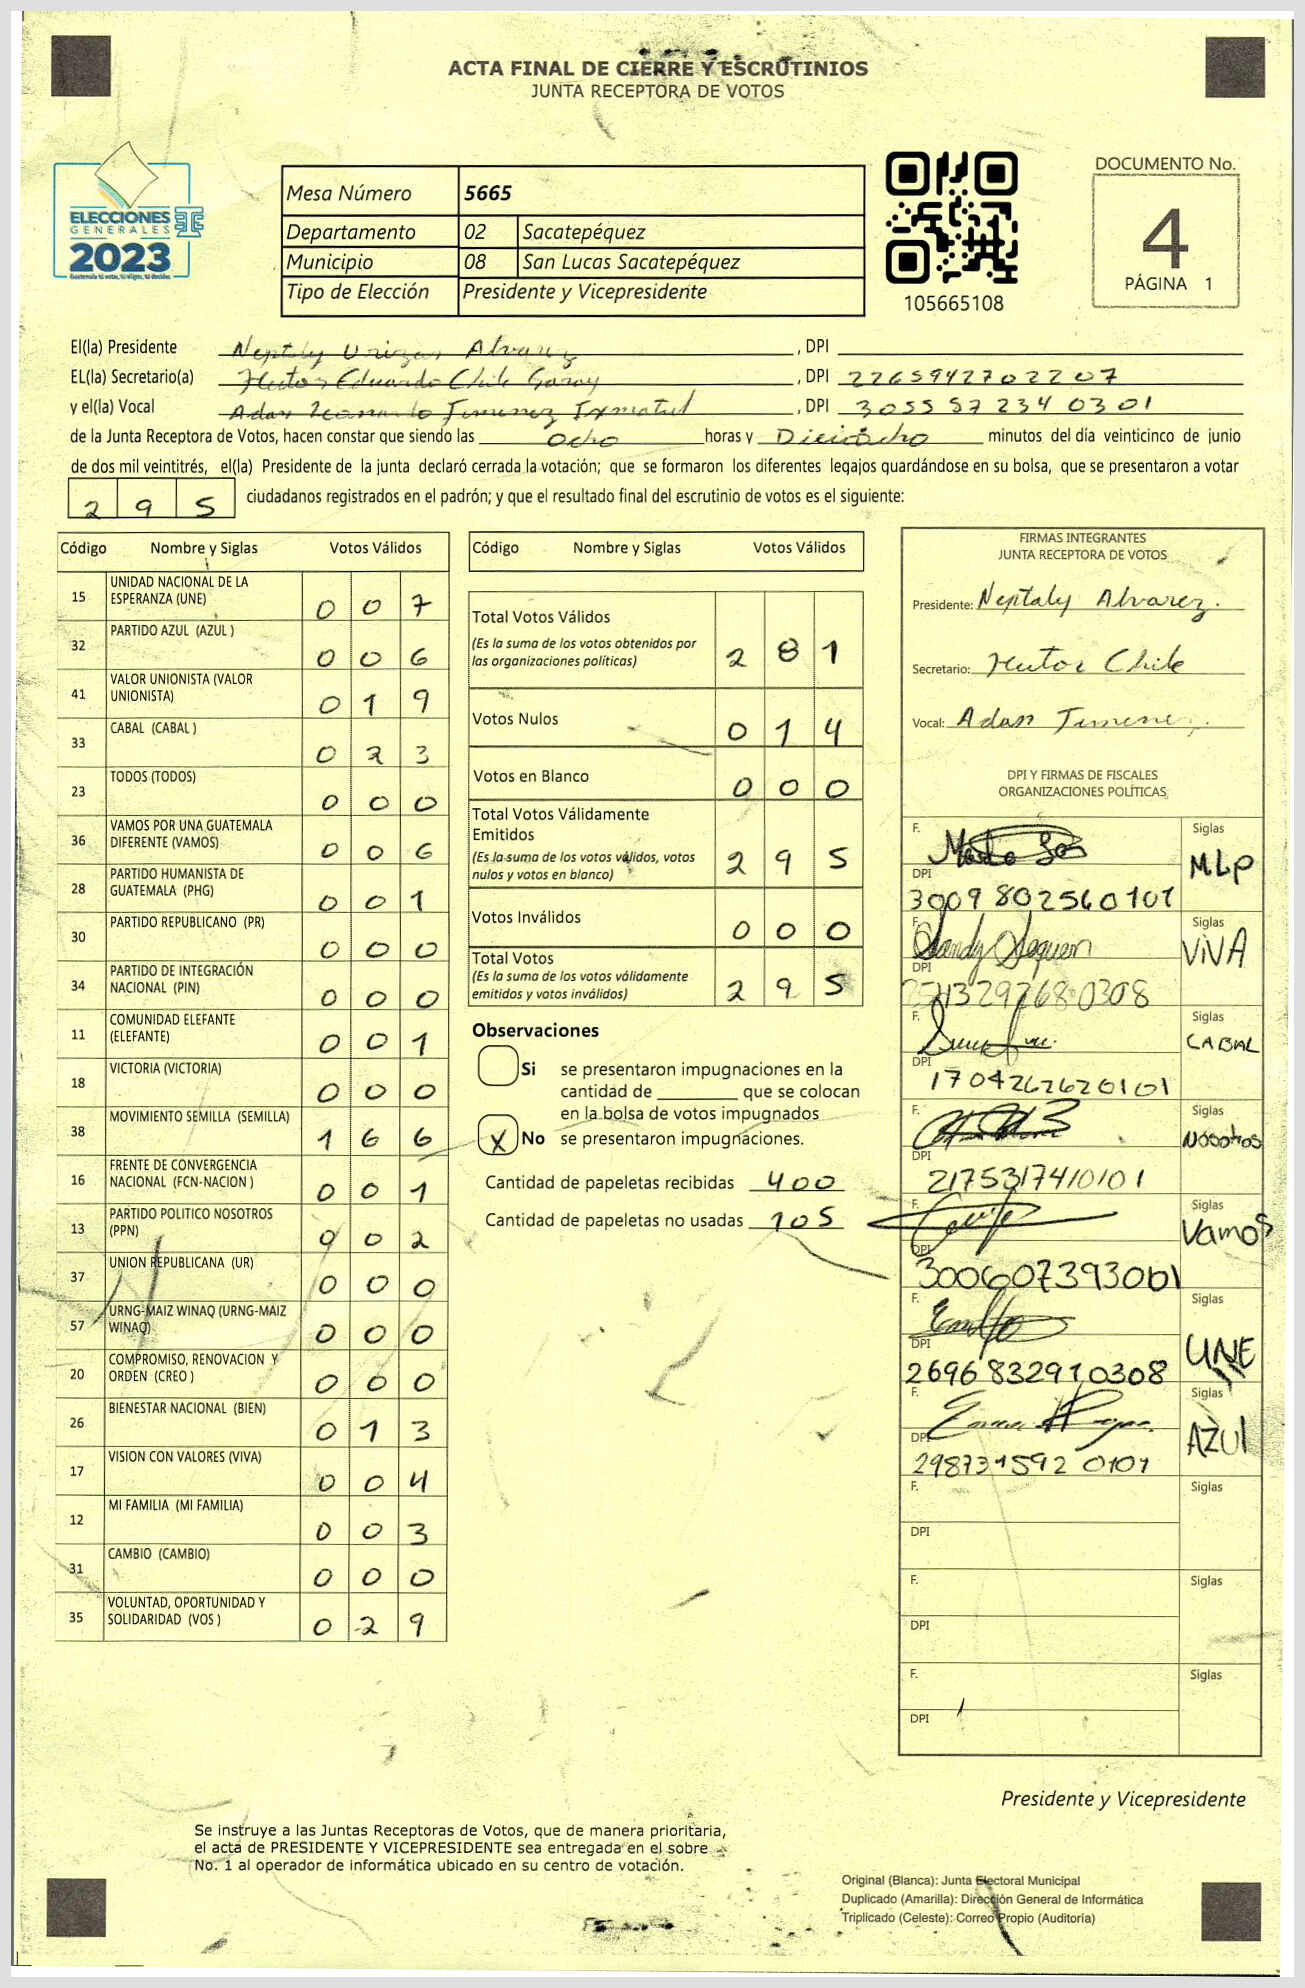 ACTA FINAL DE CIERRE Y ESCRUTINIOS
JUNTA RECEPTORA DE VOTOS
ELECCIONES
GENERALES
2023
Mesa Número 5665
Departamento 02 Sacatepéquez
Municipio 08 San Lucas Sacatepéquez
Tipo de Elección Presidente y Vicepresidente
105665108
DOCUMENTO No.
4
PÁGINA 1
El(la) Presidente Neptaly Alvarez , DPI
EL(la) Secretario(a) Hector Eduardo Chile Garay , DPI 2265942702207
y el(la) Vocal Adan Jimenez , DPI 3055872340301
de la Junta Receptora de Votos, hacen constar que siendo las ocho horas y Dieciocho minutos del día veinticinco de junio
de dos mil veintitrés, el(la) Presidente de la junta declaró cerrada la votación; que se formaron los diferentes legajos quardándose en su bolsa, que se presentaron a votar
295 ciudadanos registrados en el padrón; y que el resultado final del escrutinio de votos es el siguiente:
Código Nombre y Siglas Votos Válidos
15 UNIDAD NACIONAL DE LA ESPERANZA (UNE) 0 0 7
32 PARTIDO AZUL (AZUL ) 0 0 6
41 VALOR UNIONISTA (VALOR UNIONISTA) 0 1 9
33 CABAL (CABAL ) 0 2 3
23 TODOS (TODOS) 0 0 0
36 VAMOS POR UNA GUATEMALA DIFERENTE (VAMOS) 0 0 6
28 PARTIDO HUMANISTA DE GUATEMALA (PHG) 0 0 1
30 PARTIDO REPUBLICANO (PR) 0 0 0
34 PARTIDO DE INTEGRACIÓN NACIONAL (PIN) 0 0 0
11 COMUNIDAD ELEFANTE (ELEFANTE) 0 0 1
18 VICTORIA (VICTORIA) 0 0 0
38 MOVIMIENTO SEMILLA (SEMILLA) 1 6 6
16 FRENTE DE CONVERGENCIA NACIONAL (FCN-NACION ) 0 0 1
13 PARTIDO POLITICO NOSOTROS (PPN) 0 0 2
37 UNION REPUBLICANA (UR) 0 0 0
57 URNG-MAIZ WINAQ (URNG-MAIZ WINAQ) 0 0 0
20 COMPROMISO, RENOVACION Y ORDEN (CREO ) 0 0 0
26 BIENESTAR NACIONAL (BIEN) 0 1 3
17 VISION CON VALORES (VIVA) 0 0 4
12 MI FAMILIA (MI FAMILIA) 0 0 3
31 CAMBIO (CAMBIO) 0 0 0
35 VOLUNTAD, OPORTUNIDAD Y SOLIDARIDAD (VOS ) 0 2 9
Código Nombre y Siglas Votos Válidos
Total Votos Válidos 2 8 1
(Es la suma de los votos obtenidos por
las organizaciones políticas)
Votos Nulos 0 1 4
Votos en Blanco 0 0 0
Total Votos Válidamente
Emitidos 2 9 5
(Es la suma de los votos válidos, votos
nulos y votos en blanco)
Votos Inválidos 0 0 0
Total Votos 2 9 5
(Es la suma de los votos válidamente
emitidos y votos inválidos)
Observaciones
Si se presentaron impugnaciones en la
cantidad de ________ que se colocan
en la bolsa de votos impugnados
X No se presentaron impugnaciones.
Cantidad de papeletas recibidas 400
Cantidad de papeletas no usadas 105
FIRMAS INTEGRANTES
JUNTA RECEPTORA DE VOTOS
Presidente: Neptaly Alvarez.
Secretario: Hector Chile
Vocal: Adan Jimenez.
DPI Y FIRMAS DE FISCALES
ORGANIZACIONES POLÍTICAS
F. Siglas MLP
DPI 3009802560101
F. Siglas VIVA
DPI
F. Siglas CABAL
DPI 1704262620101
F. Siglas NOSOTROS
DPI 2175317410101
F. Siglas Vamos
DPI
F. Siglas UNE
DPI 2696832910308
F. Siglas AZUL
DPI 2987315920101
F. Siglas
DPI
F. Siglas
DPI
F. Siglas
DPI
Presidente y Vicepresidente
Se instruye a las Juntas Receptoras de Votos, que de manera prioritaria,
el acta de PRESIDENTE Y VICEPRESIDENTE sea entregada en el sobre
No. 1 al operador de informática ubicado en su centro de votación.
Original (Blanca): Junta Electoral Municipal
Duplicado (Amarilla): Dirección General de Informática
Triplicado (Celeste): Correo Propio (Auditoría)